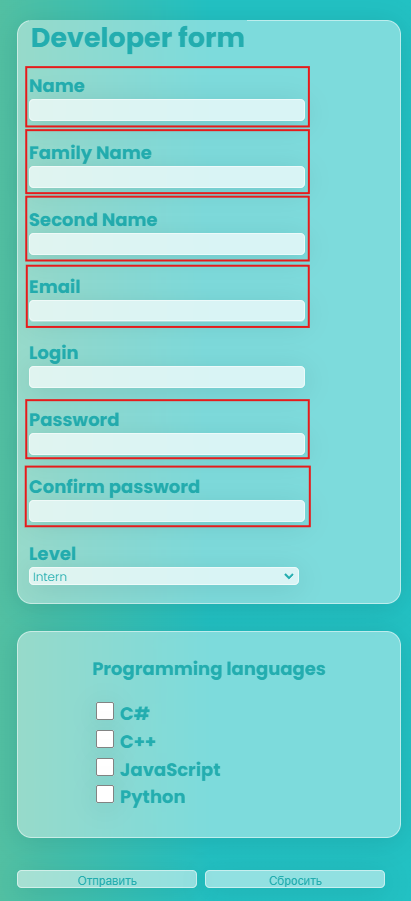 Developer form
Name
Family Name
Second Name
Email
Login
Password
Confirm password
Level
Intern
Programming languages
C#
C++
JavaScript
Python
Отправить
Сбросить